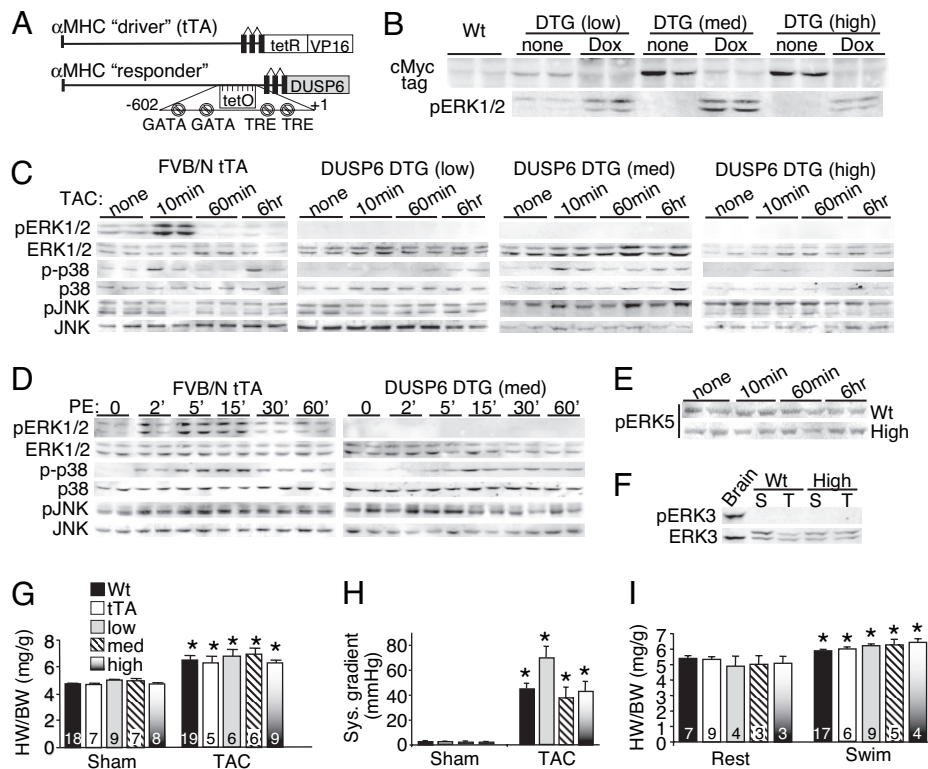 A
αMHC “driver” (tTA)
tetR VP16
αMHC “responder”
DUSP6
tetO
-602 +1
GATA GATA TRE TRE
B
Wt DTG (low) DTG (med) DTG (high)
none Dox none Dox none Dox
cMyc
tag
pERK1/2
C
FVB/N tTA DUSP6 DTG (low) DUSP6 DTG (med) DUSP6 DTG (high)
TAC: none 10min 60min 6hr none 10min 60min 6hr none 10min 60min 6hr none 10min 60min 6hr
pERK1/2
ERK1/2
p-p38
p38
pJNK
JNK
D
FVB/N tTA DUSP6 DTG (med)
PE: 0 2’ 5’ 15’ 30’ 60’ 0 2’ 5’ 15’ 30’ 60’
pERK1/2
ERK1/2
p-p38
p38
pJNK
JNK
E
none 10min 60min 6hr
pERK5
Wt
High
F
Brain Wt High
S T S T
pERK3
ERK3
G
Wt
tTA
low
med
high
HW/BW (mg/g)
8
6
4
2
0
* * * * *
18 7 9 7 8 19 5 6 6 9
Sham TAC
H
Sys. gradient
(mmHg)
80
60
40
20
0
* * * *
Sham TAC
I
HW/BW (mg/g)
7
6
5
4
3
2
1
0
* * * * *
7 9 4 3 3 17 6 9 5 4
Rest Swim